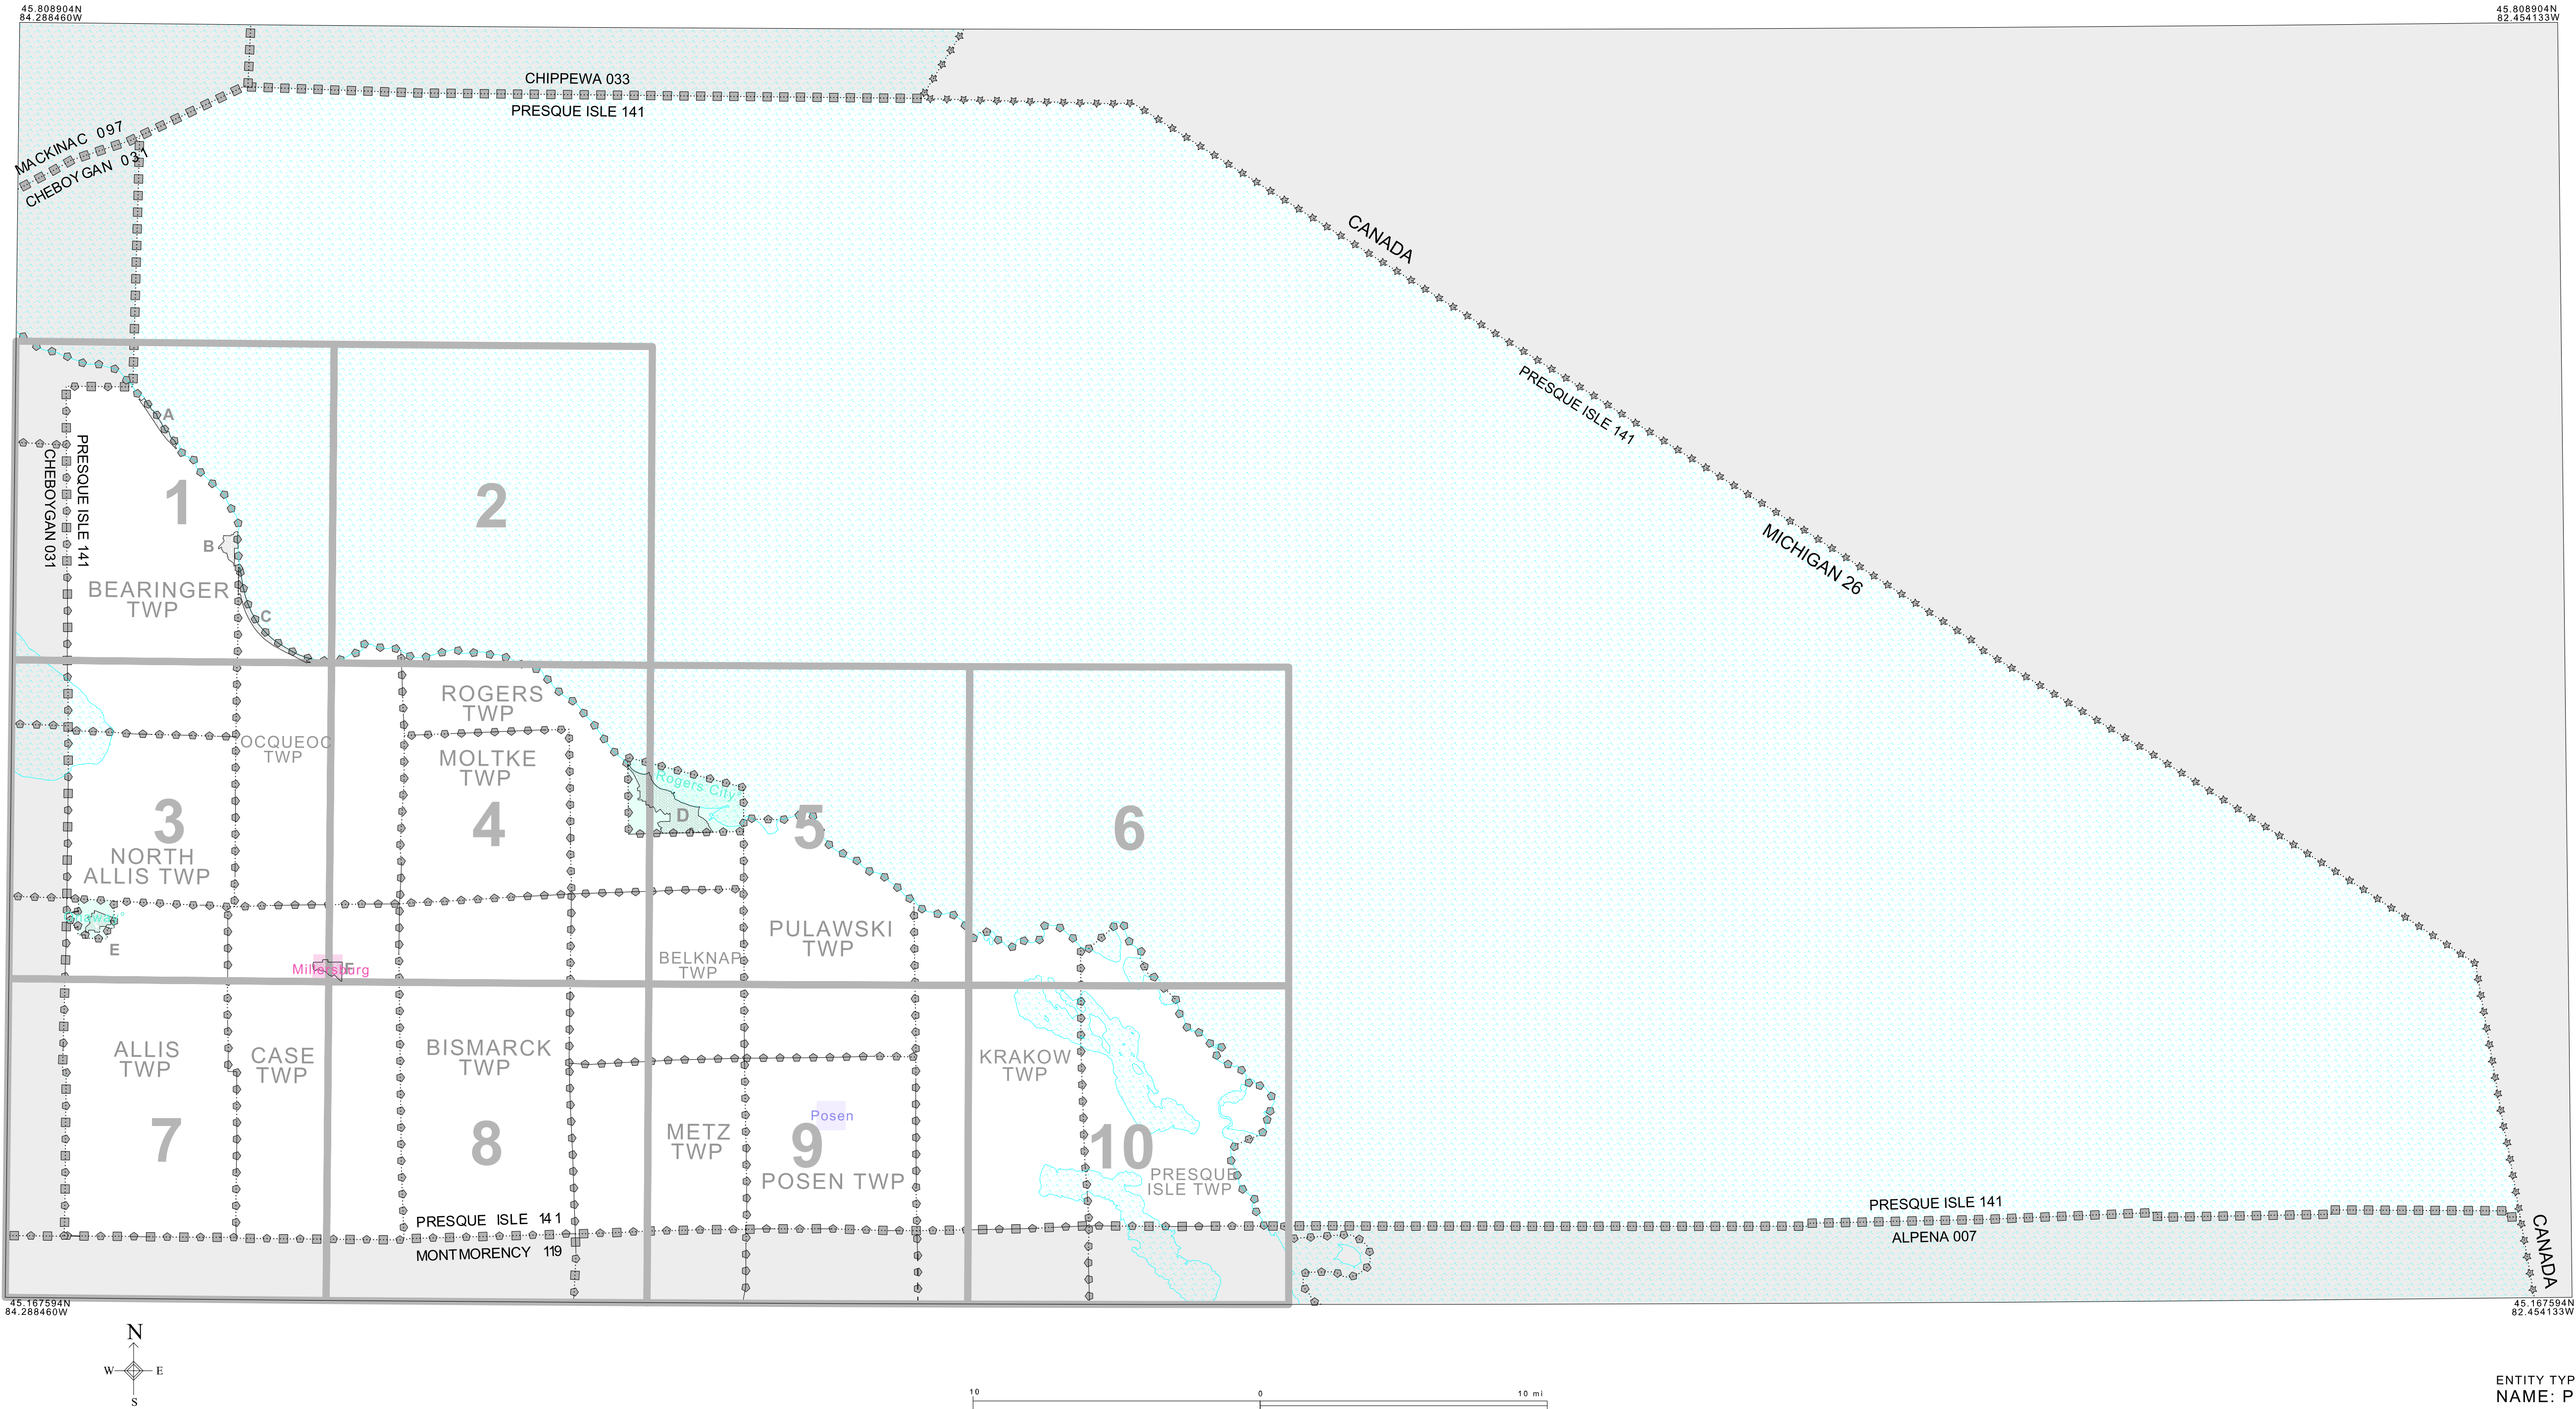 45.808904N
84.288460W
45.808904N
82.454133W
CHIPPEWA 033
PRESQUE ISLE 141
MACKINAC 097
CHEBOYGAN 031
CANADA
PRESQUE ISLE 141
MICHIGAN 26
A
PRESQUE ISLE 141
CHEBOYGAN 031
1
2
B
BEARINGER
TWP
C
ROGERS
TWP
OCQUEOC
TWP
MOLTKE
TWP
Rogers City
D
3
4
5
6
NORTH
ALLIS TWP
E
PULAWSKI
TWP
BELKNAP
TWP
Millersburg
F
ALLIS
TWP
CASE
TWP
BISMARCK
TWP
KRAKOW
TWP
Posen
7
8
METZ
TWP
9
10
POSEN TWP
PRESQUE
ISLE TWP
PRESQUE ISLE 141
MONTMORENCY 119
PRESQUE ISLE 141
ALPENA 007
CANADA
45.167594N
84.288460W
45.167594N
82.454133W
N
W E
S
10 0 10 mi
ENTITY TYP
NAME: P